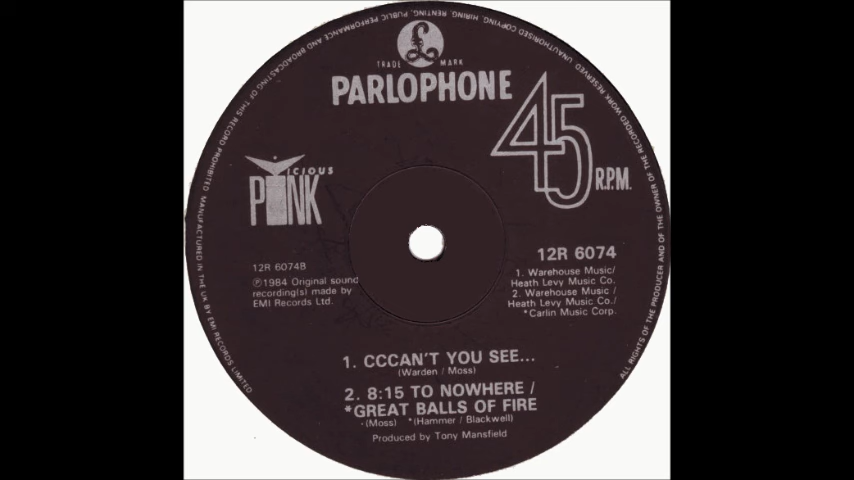 MANUFACTURED IN THE UK BY EMI RECORDS LIMITED
ALL RIGHTS OF THE PRODUCER AND OF THE OWNER OF THE RECORDED WORK RESERVED. UNAUTHORISED COPYING, HIRING, RENTING, PUBLIC PERFORMANCE AND BROADCASTING OF THIS RECORD PROHIBITED
TRADE MARK
PARLOPHONE
45 R.P.M.
VICIOUS
PINK
12R 6074B
℗1984 Original sound
recording(s) made by
EMI Records Ltd.
12R 6074
1. Warehouse Music/
Heath Levy Music Co.
2. Warehouse Music /
Heath Levy Music Co./
*Carlin Music Corp.
1. CCCAN'T YOU SEE...
(Warden / Moss)
2. 8:15 TO NOWHERE /
*GREAT BALLS OF FIRE
(Moss) *(Hammer / Blackwell)
Produced by Tony Mansfield